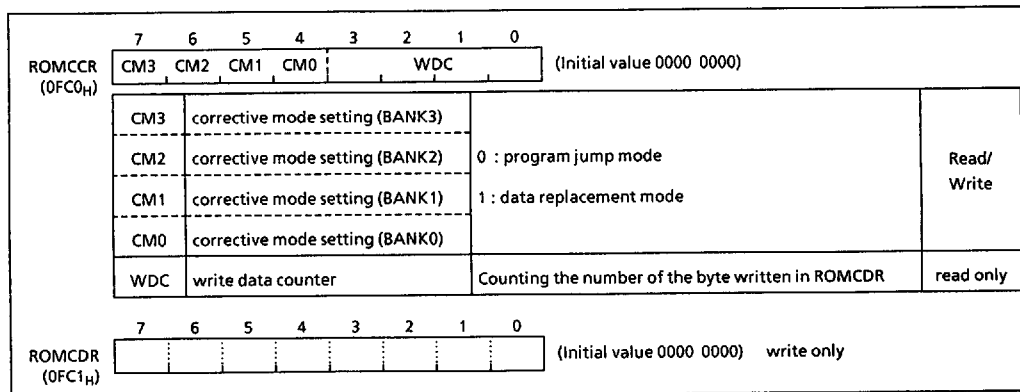 7 6 5 4 3 2 1 0
ROMCCR CM3 CM2 CM1 CM0 WDC (Initial value 0000 0000)
(0FC0H)
CM3 corrective mode setting (BANK3)
CM2 corrective mode setting (BANK2) 0 : program jump mode Read/
Write
CM1 corrective mode setting (BANK1) 1 : data replacement mode
CM0 corrective mode setting (BANK0)
WDC write data counter Counting the number of the byte written in ROMCDR read only
7 6 5 4 3 2 1 0
ROMCDR (Initial value 0000 0000) write only
(0FC1H)